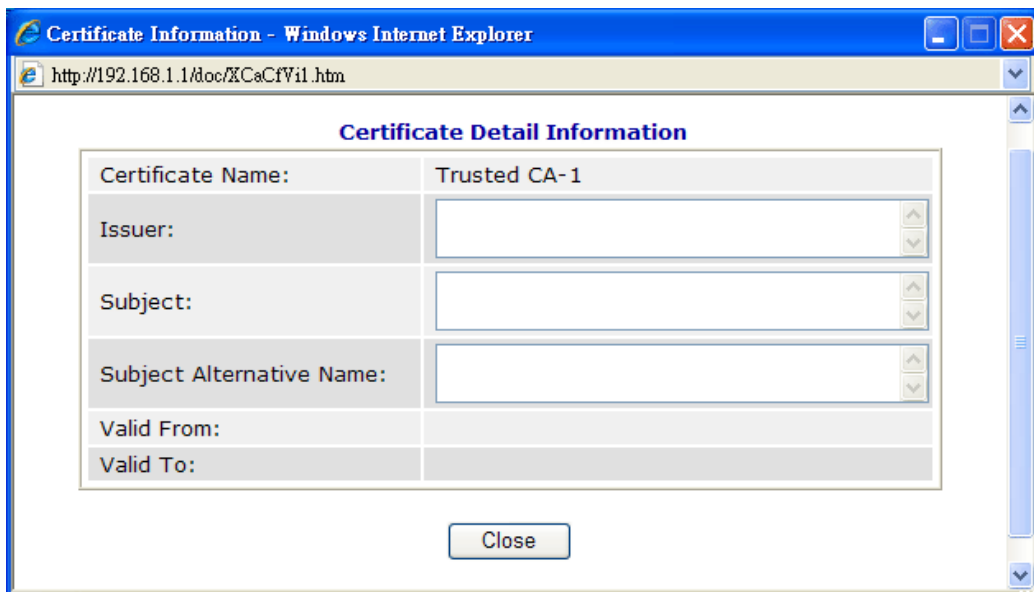 Certificate Information - Windows Internet Explorer
http://192.168.1.1/doc/XCaCfVi1.htm
Certificate Detail Information
Certificate Name: Trusted CA-1
Issuer:
Subject:
Subject Alternative Name:
Valid From:
Valid To:
Close